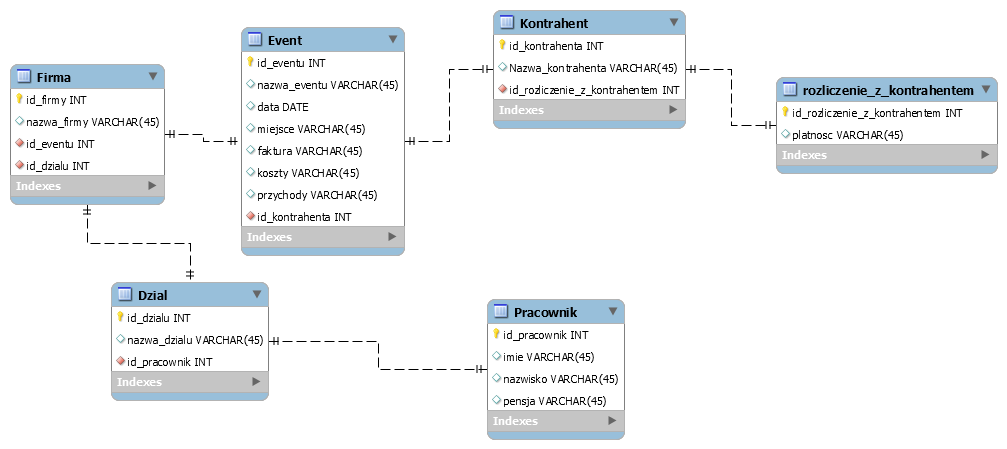 Firma
id_firmy INT
nazwa_firmy VARCHAR(45)
id_eventu INT
id_dzialu INT
Indexes
Event
id_eventu INT
nazwa_eventu VARCHAR(45)
data DATE
miejsce VARCHAR(45)
faktura VARCHAR(45)
koszty VARCHAR(45)
przychody VARCHAR(45)
id_kontrahenta INT
Indexes
Kontrahent
id_kontrahenta INT
Nazwa_kontrahenta VARCHAR(45)
id_rozliczenie_z_kontrahentem INT
Indexes
rozliczenie_z_kontrahentem
id_rozliczenie_z_kontrahentem INT
platnosc VARCHAR(45)
Indexes
Dzial
id_dzialu INT
nazwa_dzialu VARCHAR(45)
id_pracownik INT
Indexes
Pracownik
id_pracownik INT
imie VARCHAR(45)
nazwisko VARCHAR(45)
pensja VARCHAR(45)
Indexes